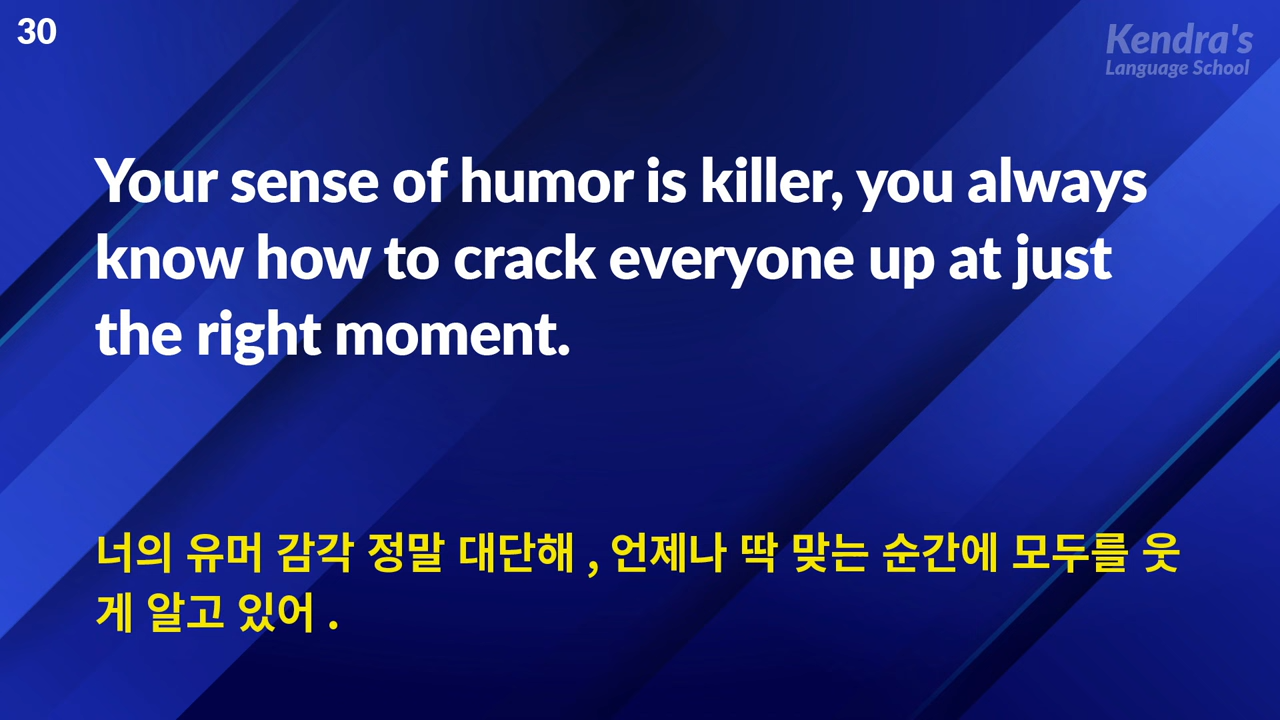 30
Kendra's
Language School
Your sense of humor is killer, you always
know how to crack everyone up at just
the right moment.
너의 유머 감각 정말 대단해 , 언제나 딱 맞는 순간에 모두를 웃
게 알고 있어 .